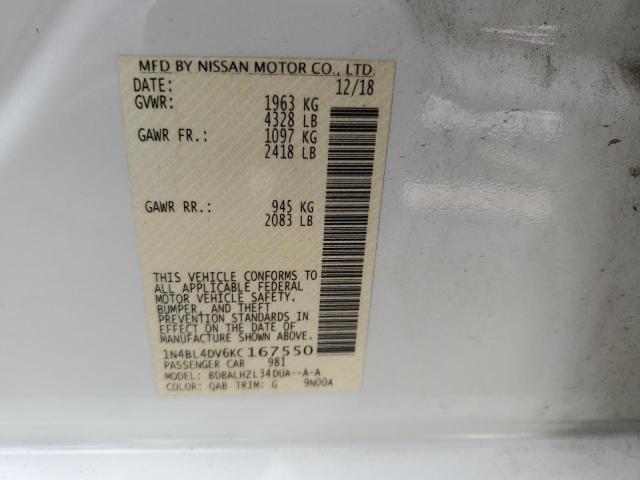 MFD BY NISSAN MOTOR CO., LTD.
DATE: 12/18
GVWR: 1963 KG
4328 LB
GAWR FR.: 1097 KG
2418 LB
GAWR RR.: 945 KG
2083 LB
THIS VEHICLE CONFORMS TO
ALL APPLICABLE FEDERAL
MOTOR VEHICLE SAFETY,
BUMPER, AND THEFT
PREVENTION STANDARDS IN
EFFECT ON THE DATE OF
MANUFACTURE SHOWN ABOVE.
1N4BL4DV6KC167550
PASSENGER CAR 981
MODEL: BDBALHZL34DUA--A-A
COLOR: QAB TRIM: G 9N00A